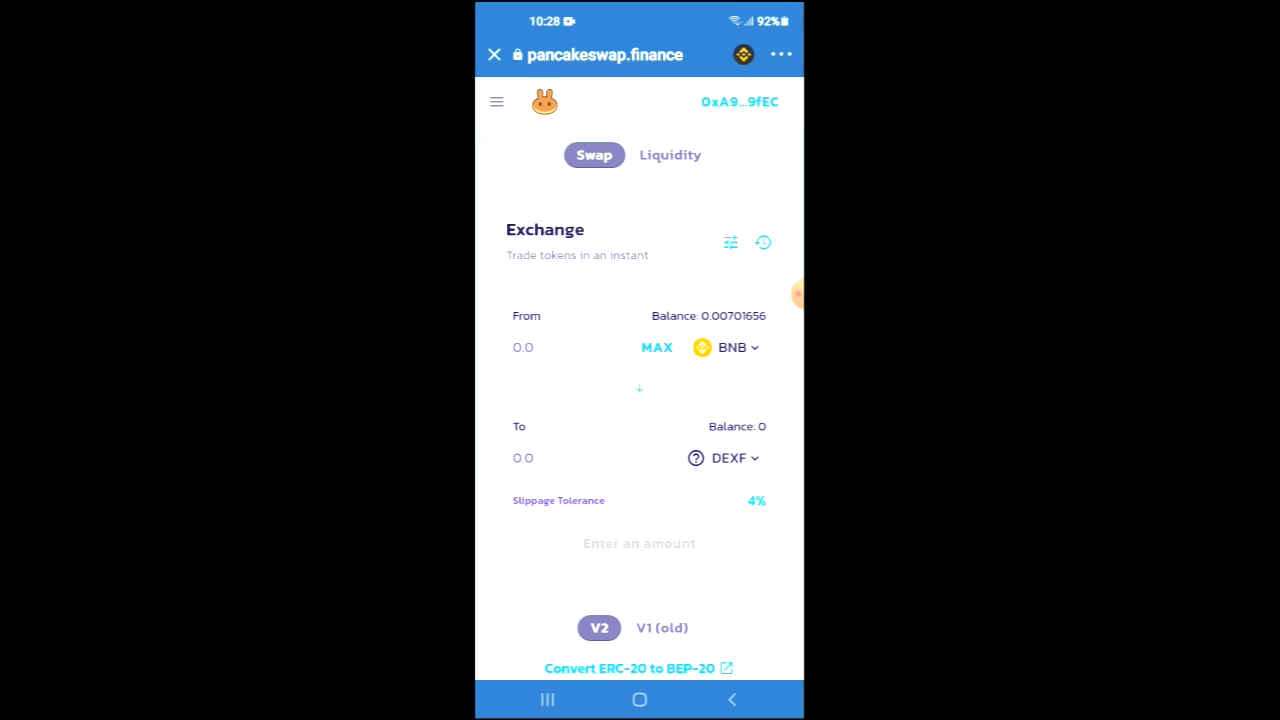 10:28 92%
pancakeswap.finance
0xA9...9fEC
Swap Liquidity
Exchange
Trade tokens in an instant
From Balance: 0.00701656
0.0 MAX BNB
To Balance: 0
0.0 DEXF
Slippage Tolerance 4%
Enter an amount
V2 V1 (old)
Convert ERC-20 to BEP-20